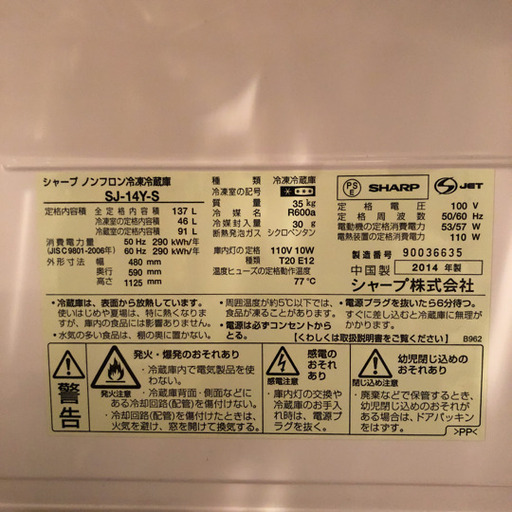 シャープ ノンフロン冷凍冷蔵庫
SJ-14Y-S
定格内容積 全定格内容積 137 L
冷凍室の定格内容積 46 L
冷蔵室の定格内容積 91 L
消費電力量 50 Hz 290 kWh/年
(JIS C 9801-2006年) 60 Hz 290 kWh/年
外形寸法 幅 480 mm
奥行 590 mm
高さ 1125 mm
種類 冷凍冷蔵庫
冷凍室の記号
質量 35 kg
冷媒名 R600a
冷媒封入量 30 g
断熱発泡ガス シクロペンタン
庫内灯の定格 110V 10W
T20 E12
温度ヒューズの定格動作温度
77 ℃
PSE SHARP S-JET
定格電圧 100 V
定格周波数 50/60 Hz
電動機の定格消費電力 53/57 W
電熱装置の定格消費電力 110 W
製造番号 90036635
中国製 2014 年製
シャープ株式会社
・冷蔵庫は、表面から放熱しています。
使いはじめや夏場は、特に熱くなります
が、庫内の食品には影響ありません。
・水気の多い食品は、棚の奥に置かない。
・周囲温度が約5℃以下では、
食品が凍ることがあります。
・電源は必ずコンセントから
とる。
・電源プラグを抜いたら6分待つ。
すぐに差し込むと冷蔵庫に無理が
かかります。
【くわしくは取扱説明書をご覧ください】 B962
警告
発火・爆発のおそれあり
発火注意
・冷蔵庫内で電気製品を使
わない。
・冷蔵庫背面・側面などに
ある冷却回路(配管)を傷付けない。
・冷却回路(配管)を傷付けたときは、
火気を避け、窓を開けて換気する。
感電の
おそれあり
感電注意
・庫内灯の交換や
冷蔵庫のお手入
れ時は、電源プラ
グを抜く。
幼児閉じ込めの
おそれあり
閉じ込め注意
・廃棄などで保管するとき、
幼児閉じ込めのおそれが
ある場合は、ドアパッキン
をはずす。
>PP<